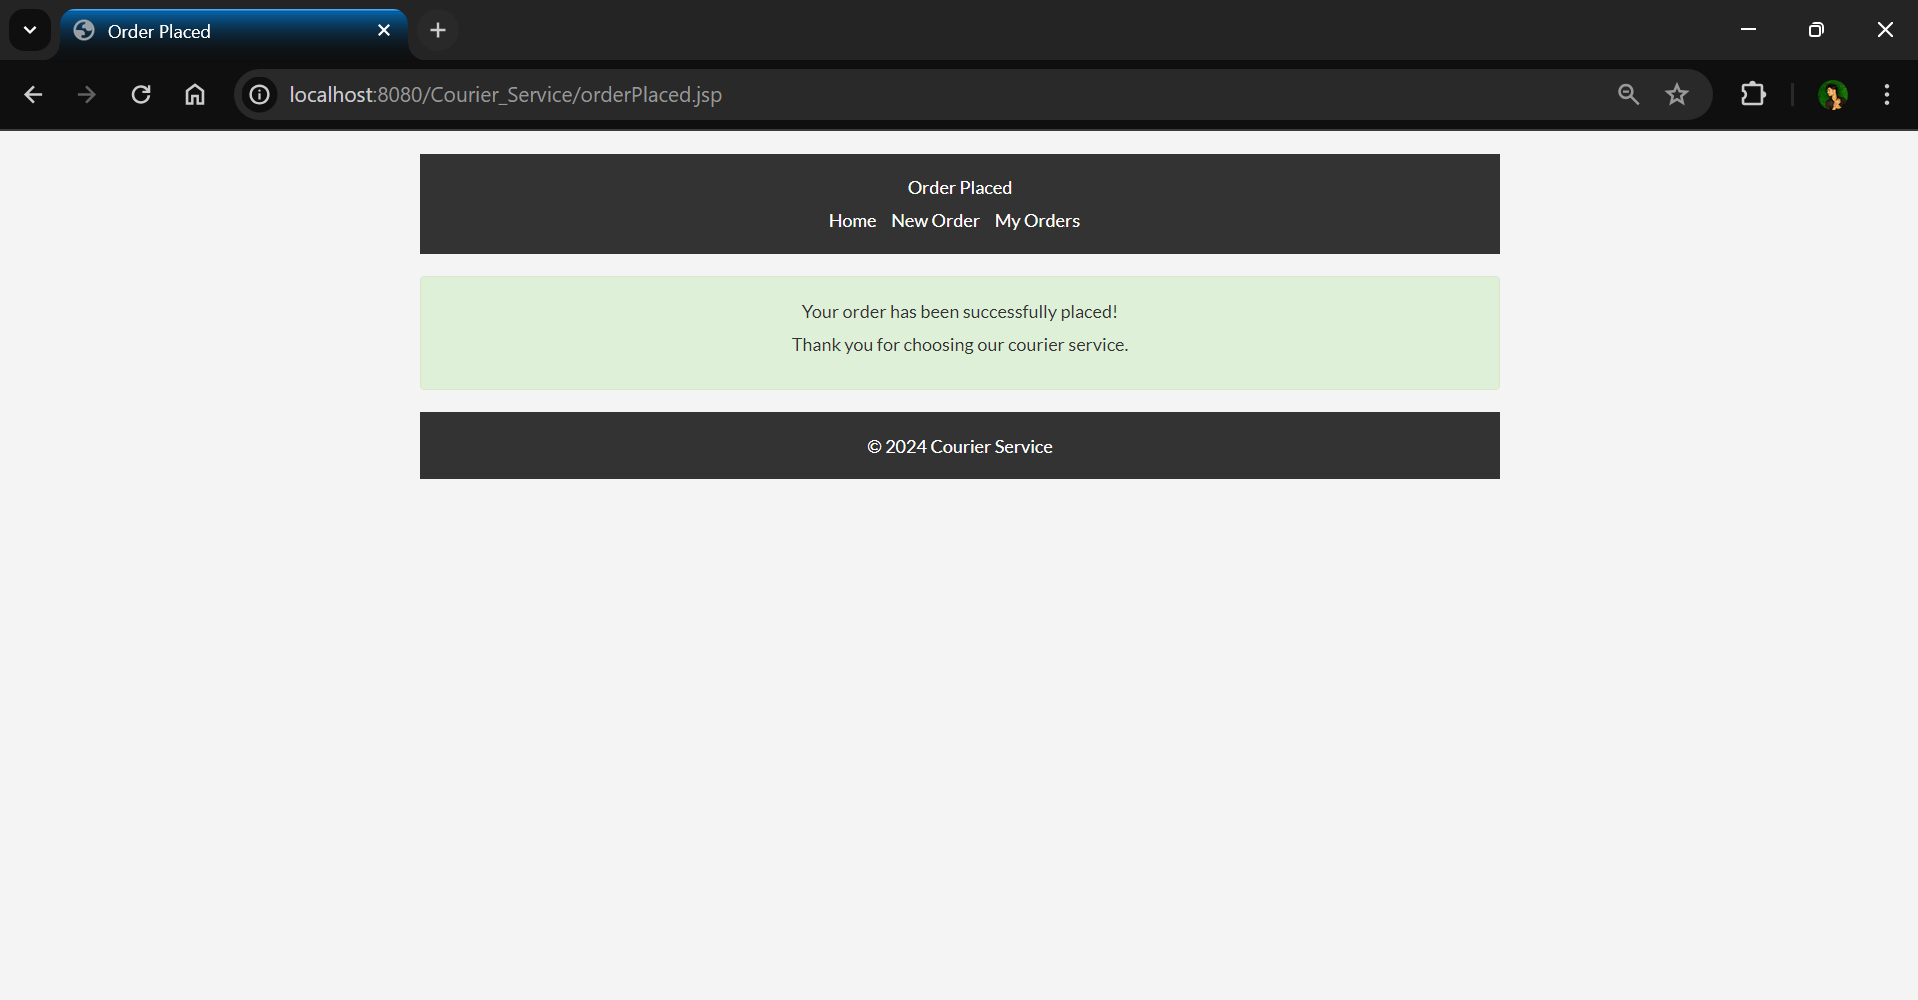 Order Placed
localhost:8080/Courier_Service/orderPlaced.jsp
Order Placed
Home New Order My Orders
Your order has been successfully placed!
Thank you for choosing our courier service.
© 2024 Courier Service